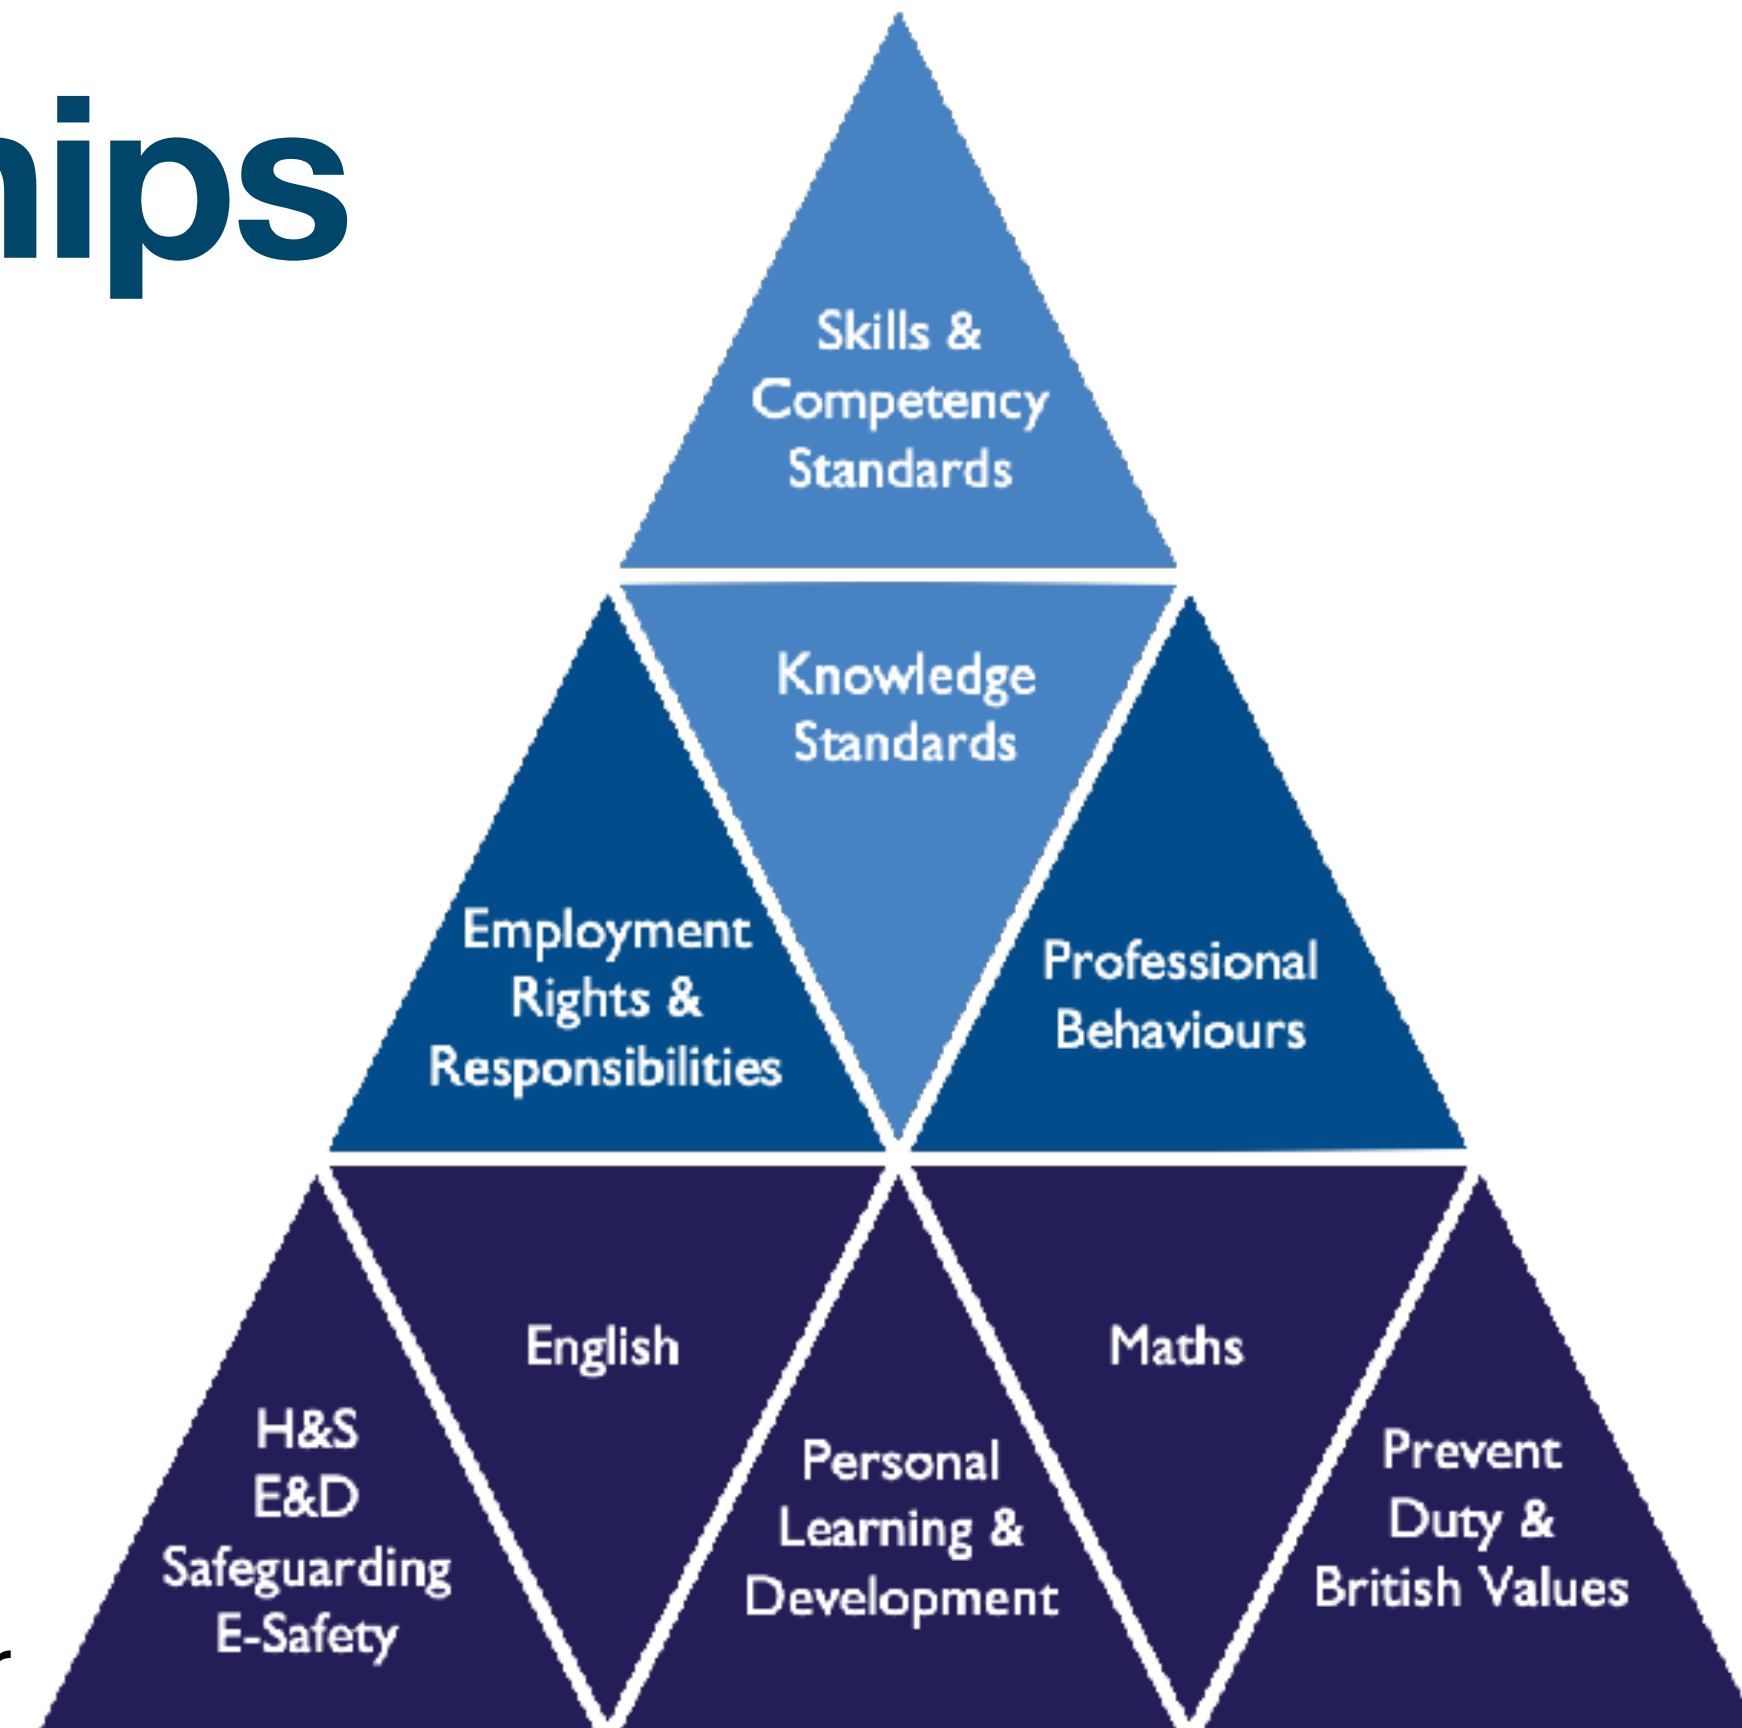 hips
Skills &
Competency
Standards
Knowledge
Standards
Employment
Rights &
Responsibilities
Professional
Behaviours
English
Maths
H&S
E&D
Safeguarding
E-Safety
Personal
Learning &
Development
Prevent
Duty &
British Values
r